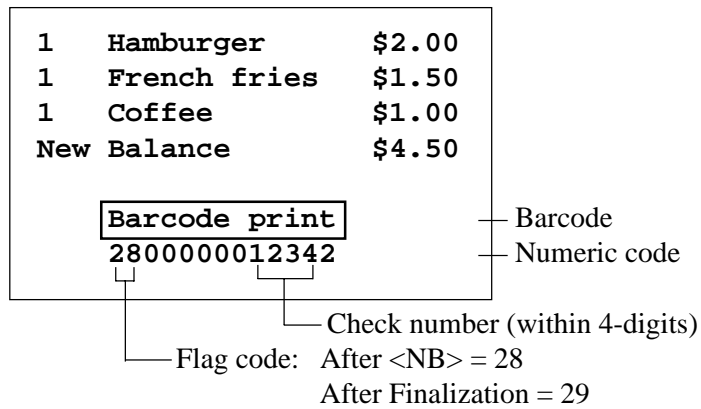 1 Hamburger $2.00
1 French fries $1.50
1 Coffee $1.00
New Balance $4.50
Barcode print
Barcode
2800000012342
Numeric code
Check number (within 4-digits)
Flag code: After <NB> = 28
After Finalization = 29